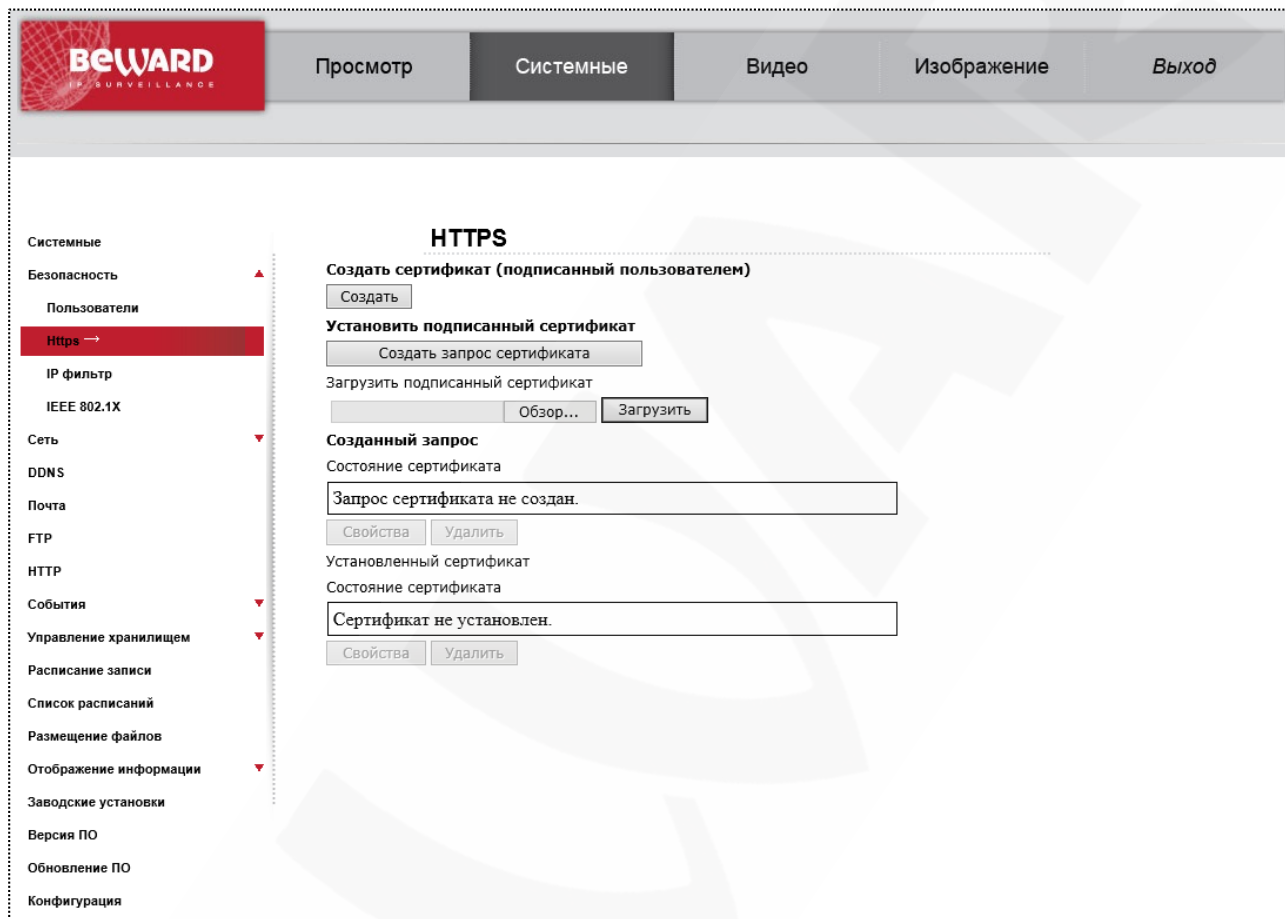 BEWARD
IP SURVEILLANCE
Просмотр
Системные
Видео
Изображение
Выход
Системные
Безопасность
Пользователи
Https →
IP фильтр
IEEE 802.1X
Сеть
DDNS
Почта
FTP
HTTP
События
Управление хранилищем
Расписание записи
Список расписаний
Размещение файлов
Отображение информации
Заводские установки
Версия ПО
Обновление ПО
Конфигурация
HTTPS
Создать сертификат (подписанный пользователем)
Создать
Установить подписанный сертификат
Создать запрос сертификата
Загрузить подписанный сертификат
Обзор... Загрузить
Созданный запрос
Состояние сертификата
Запрос сертификата не создан.
Свойства Удалить
Установленный сертификат
Состояние сертификата
Сертификат не установлен.
Свойства Удалить